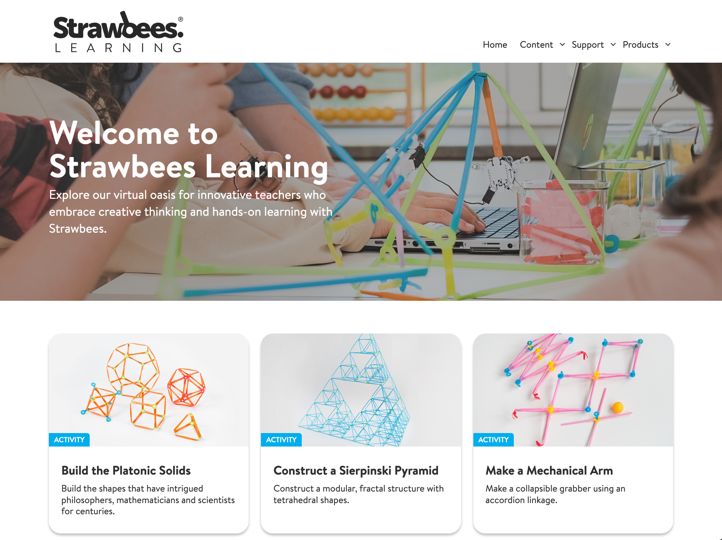 Strawbees.®
LEARNING
Home Content Support Products
Welcome to
Strawbees Learning
Explore our virtual oasis for innovative teachers who
embrace creative thinking and hands-on learning with
Strawbees.
ACTIVITY
Build the Platonic Solids
Build the shapes that have intrigued
philosophers, mathematicians and scientists
for centuries.
ACTIVITY
Construct a Sierpinski Pyramid
Construct a modular, fractal structure with
tetrahedral shapes.
ACTIVITY
Make a Mechanical Arm
Make a collapsible grabber using an
accordion linkage.